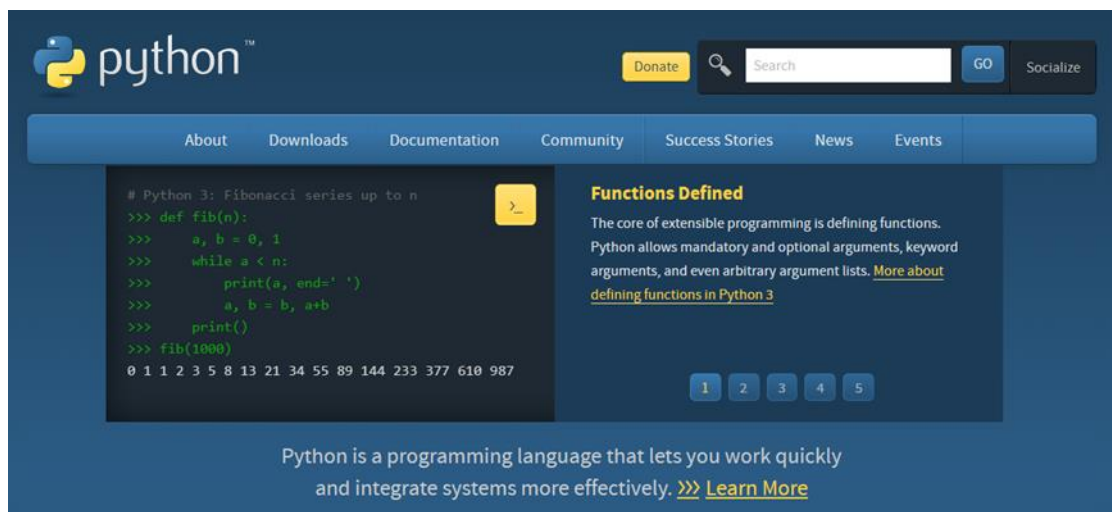 python™
Donate
Search
GO
Socialize
About Downloads Documentation Community Success Stories News Events
# Python 3: Fibonacci series up to n
>>> def fib(n):
>>>     a, b = 0, 1
>>>     while a < n:
>>>         print(a, end=' ')
>>>         a, b = b, a+b
>>>     print()
>>> fib(1000)
0 1 1 2 3 5 8 13 21 34 55 89 144 233 377 610 987
>_
Functions Defined
The core of extensible programming is defining functions.
Python allows mandatory and optional arguments, keyword
arguments, and even arbitrary argument lists. More about
defining functions in Python 3
1 2 3 4 5
Python is a programming language that lets you work quickly
and integrate systems more effectively. >>> Learn More